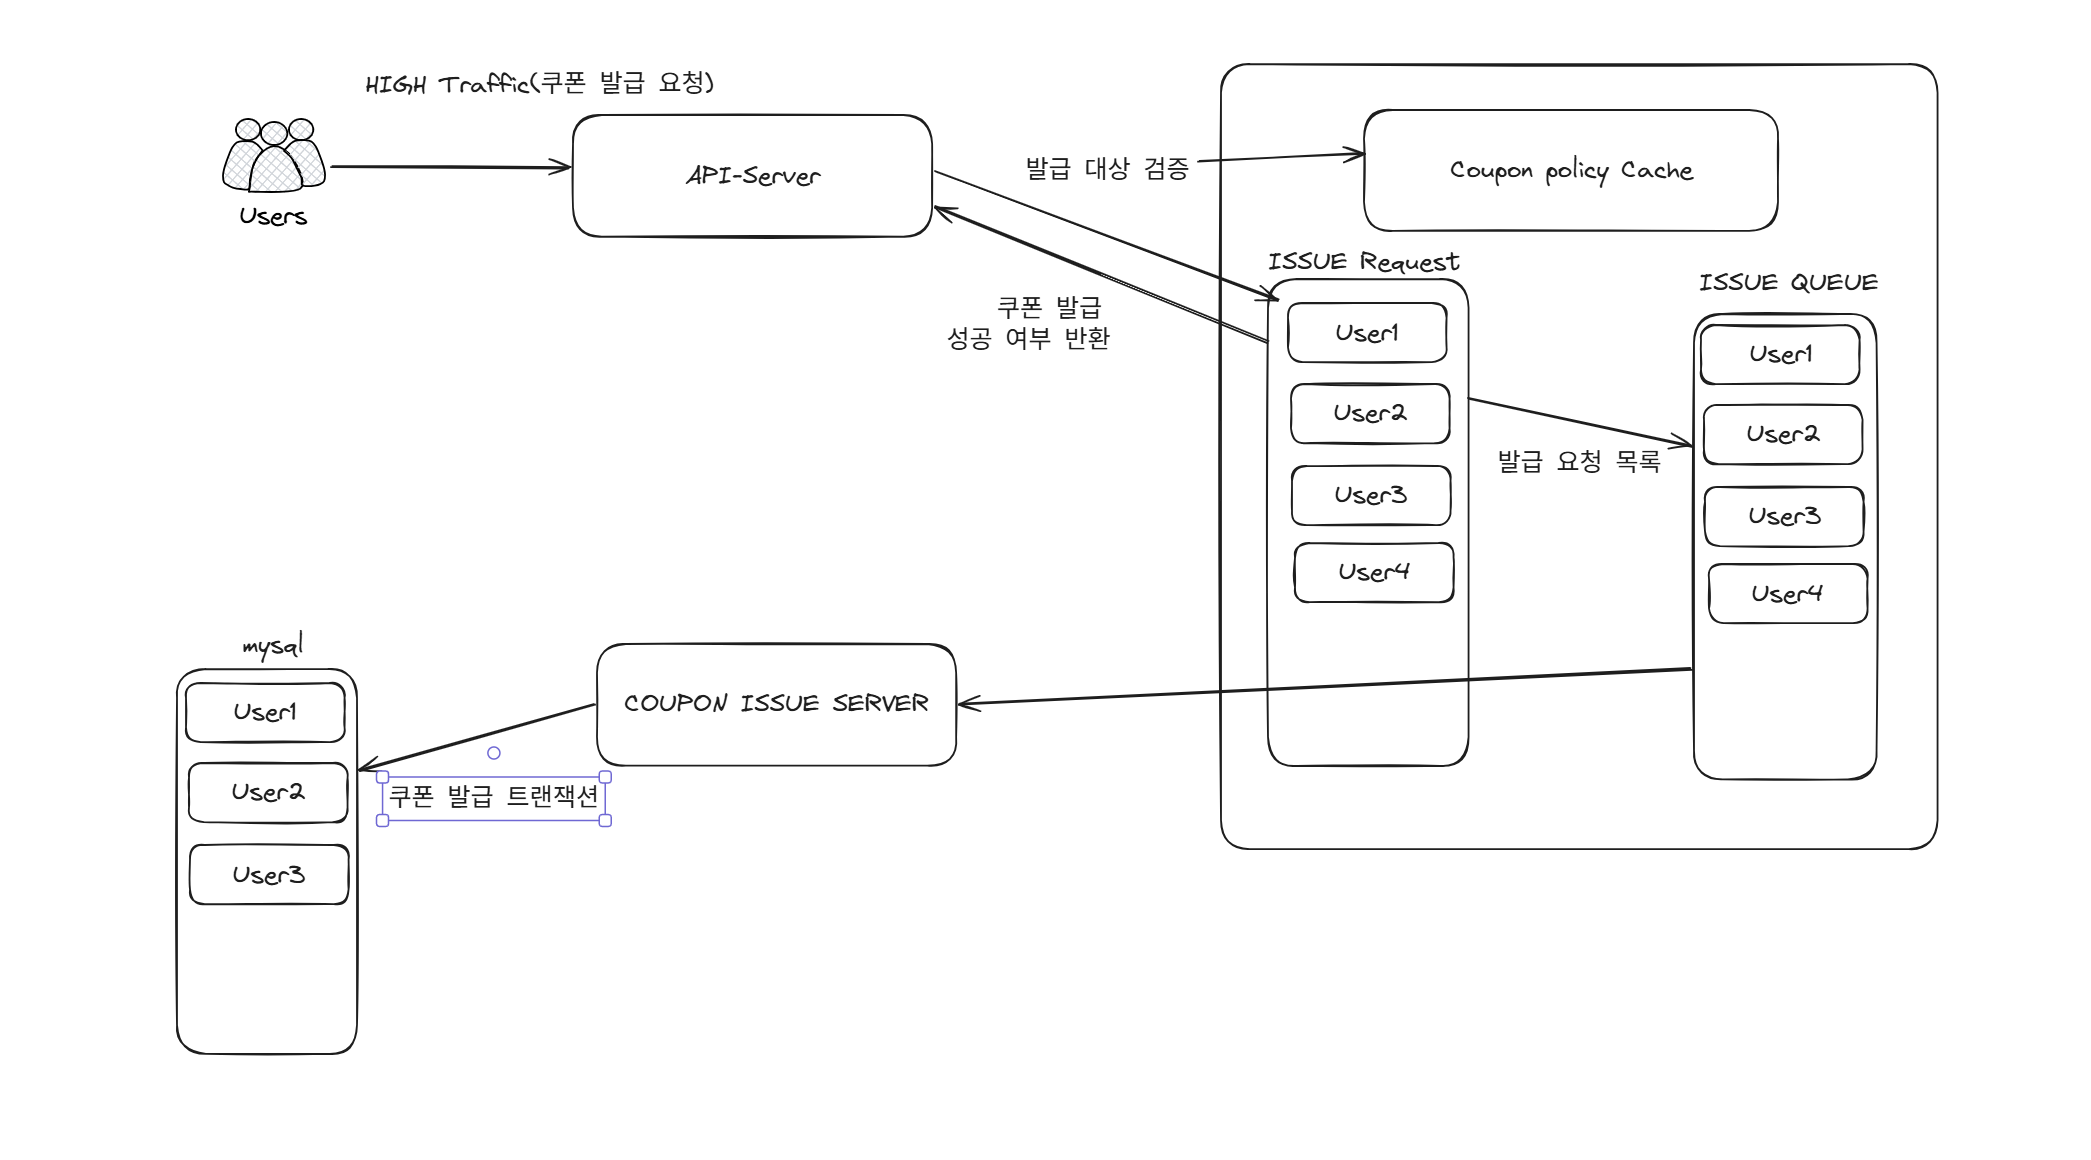 HIGH Traffic(쿠폰 발급 요청)
Users
API-Server
발급 대상 검증
Coupon policy Cache
쿠폰 발급
성공 여부 반환
ISSUE Request
User1
User2
User3
User4
발급 요청 목록
ISSUE QUEUE
User1
User2
User3
User4
COUPON ISSUE SERVER
쿠폰 발급 트랜잭션
mysql
User1
User2
User3